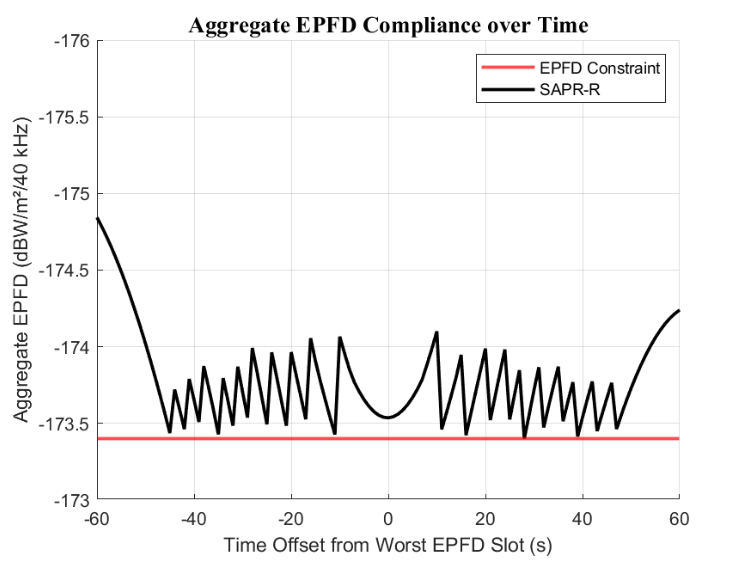 Aggregate EPFD Compliance over Time
-176
-175.5
-175
-174.5
-174
-173.5
-173
Aggregate EPFD (dBW/m²/40 kHz)
EPFD Constraint
SAPR-R
-60
-40
-20
0
20
40
60
Time Offset from Worst EPFD Slot (s)